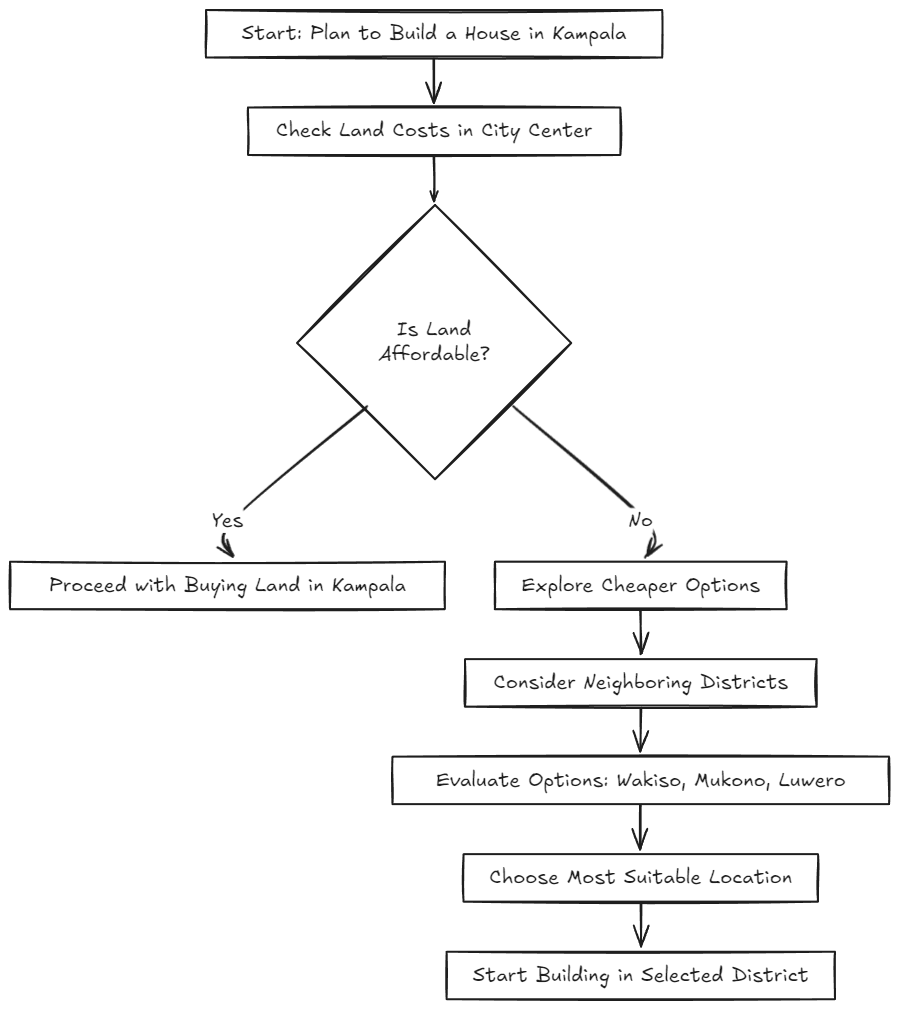 Start: Plan to Build a House in Kampala
Check Land Costs in City Center
Is Land
Affordable?
Yes
No
Proceed with Buying Land in Kampala
Explore Cheaper Options
Consider Neighboring Districts
Evaluate Options: Wakiso, Mukono, Luwero
Choose Most Suitable Location
Start Building in Selected District